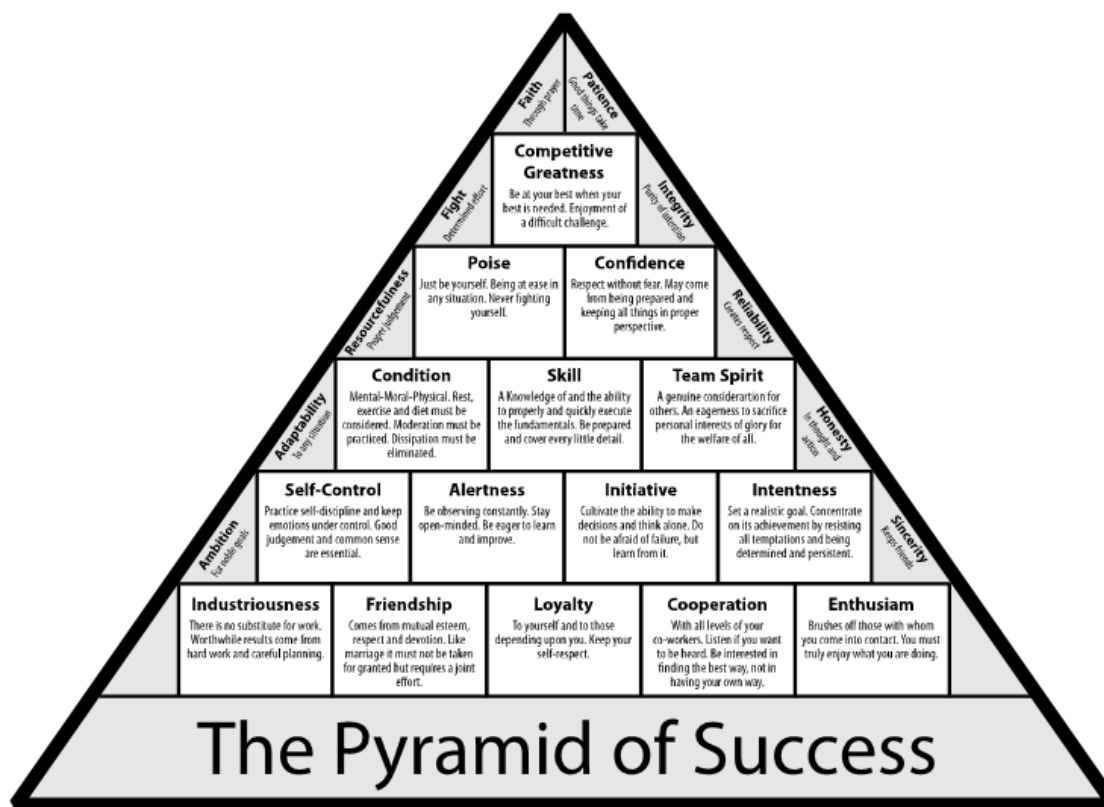 Faith
Through prayer
Patience
Good things take
time
Competitive
Greatness
Be at your best when your
best is needed. Enjoyment of
a difficult challenge.
Fight
Determined effort
Integrity
Purity of intention
Poise
Just be yourself. Being at ease in
any situation. Never fighting
yourself.
Confidence
Respect without fear. May come
from being prepared and
keeping all things in proper
perspective.
Resourcefulness
Proper judgement
Reliability
Creates respect
Condition
Mental-Moral-Physical. Rest,
exercise and diet must be
considered. Moderation must be
practiced. Dissipation must be
eliminated.
Skill
A Knowledge of and the ability
to properly and quickly execute
the fundamentals. Be prepared
and cover every little detail.
Team Spirit
A genuine considerartion for
others. An eagerness to sacrifice
personal interests of glory for
the welfare of all.
Adaptability
To any situation
Honesty
In thought and
action
Self-Control
Practice self-discipline and keep
emotions under control. Good
judgement and common sense
are essential.
Alertness
Be observing constantly. Stay
open-minded. Be eager to learn
and improve.
Initiative
Cultivate the ability to make
decisions and think alone. Do
not be afraid of failure, but
learn from it.
Intentness
Set a realistic goal. Concentrate
on its achievement by resisting
all temptations and being
determined and persistent.
Ambition
For noble goals
Sincerity
Keeps friends
Industriousness
There is no substitute for work.
Worthwhile results come from
hard work and careful planning.
Friendship
Comes from mutual esteem,
respect and devotion. Like
marriage it must not be taken
for granted but requires a joint
effort.
Loyalty
To yourself and to those
depending upon you. Keep your
self-respect.
Cooperation
With all levels of your
co-workers. Listen if you want
to be heard. Be interested in
finding the best way, not in
having your own way.
Enthusiam
Brushes off those with whom
you come into contact. You must
truly enjoy what you are doing.
The Pyramid of Success